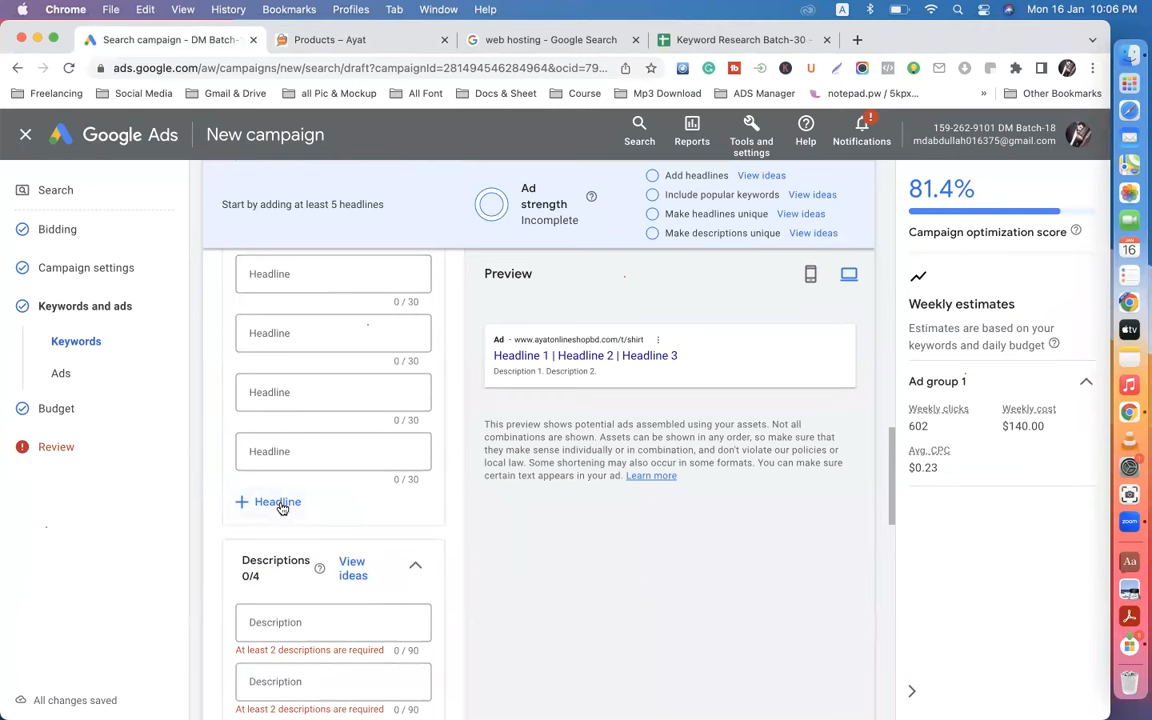 Chrome File Edit View History Bookmarks Profiles Tab Window Help
A Mon 16 Jan 10:06 PM
Search campaign - DM Batch-
Products – Ayat
web hosting - Google Search
Keyword Research Batch-30 -
ads.google.com/aw/campaigns/new/search/draft?campaignId=281494546284964&ocid=79...
Freelancing Social Media Gmail & Drive all Pic & Mockup All Font Docs & Sheet Course Mp3 Download ADS Manager notepad.pw / 5kpx... » Other Bookmarks
Google Ads New campaign
Search
Reports
Tools and settings
Help
Notifications
159-262-9101 DM Batch-18
mdabdullah016375@gmail.com
Search
Bidding
Campaign settings
Keywords and ads
Keywords
Ads
Budget
Review
All changes saved
Start by adding at least 5 headlines
Ad
strength
Incomplete
Add headlines View ideas
Include popular keywords View ideas
Make headlines unique View ideas
Make descriptions unique View ideas
Headline
0 / 30
Headline
0 / 30
Headline
0 / 30
Headline
0 / 30
+ Headline
Descriptions
0/4
View
ideas
Description
At least 2 descriptions are required 0 / 90
Description
At least 2 descriptions are required 0 / 90
Preview
Ad - www.ayatonlineshopbd.com/t/shirt
Headline 1 | Headline 2 | Headline 3
Description 1. Description 2.
This preview shows potential ads assembled using your assets. Not all
combinations are shown. Assets can be shown in any order, so make sure that
they make sense individually or in combination, and don't violate our policies or
local law. Some shortening may also occur in some formats. You can make sure
certain text appears in your ad. Learn more
81.4%
Campaign optimization score
Weekly estimates
Estimates are based on your
keywords and daily budget
Ad group 1
Weekly clicks Weekly cost
602 $140.00
Avg. CPC
$0.23
JAN
16
tv
zoom
Aa